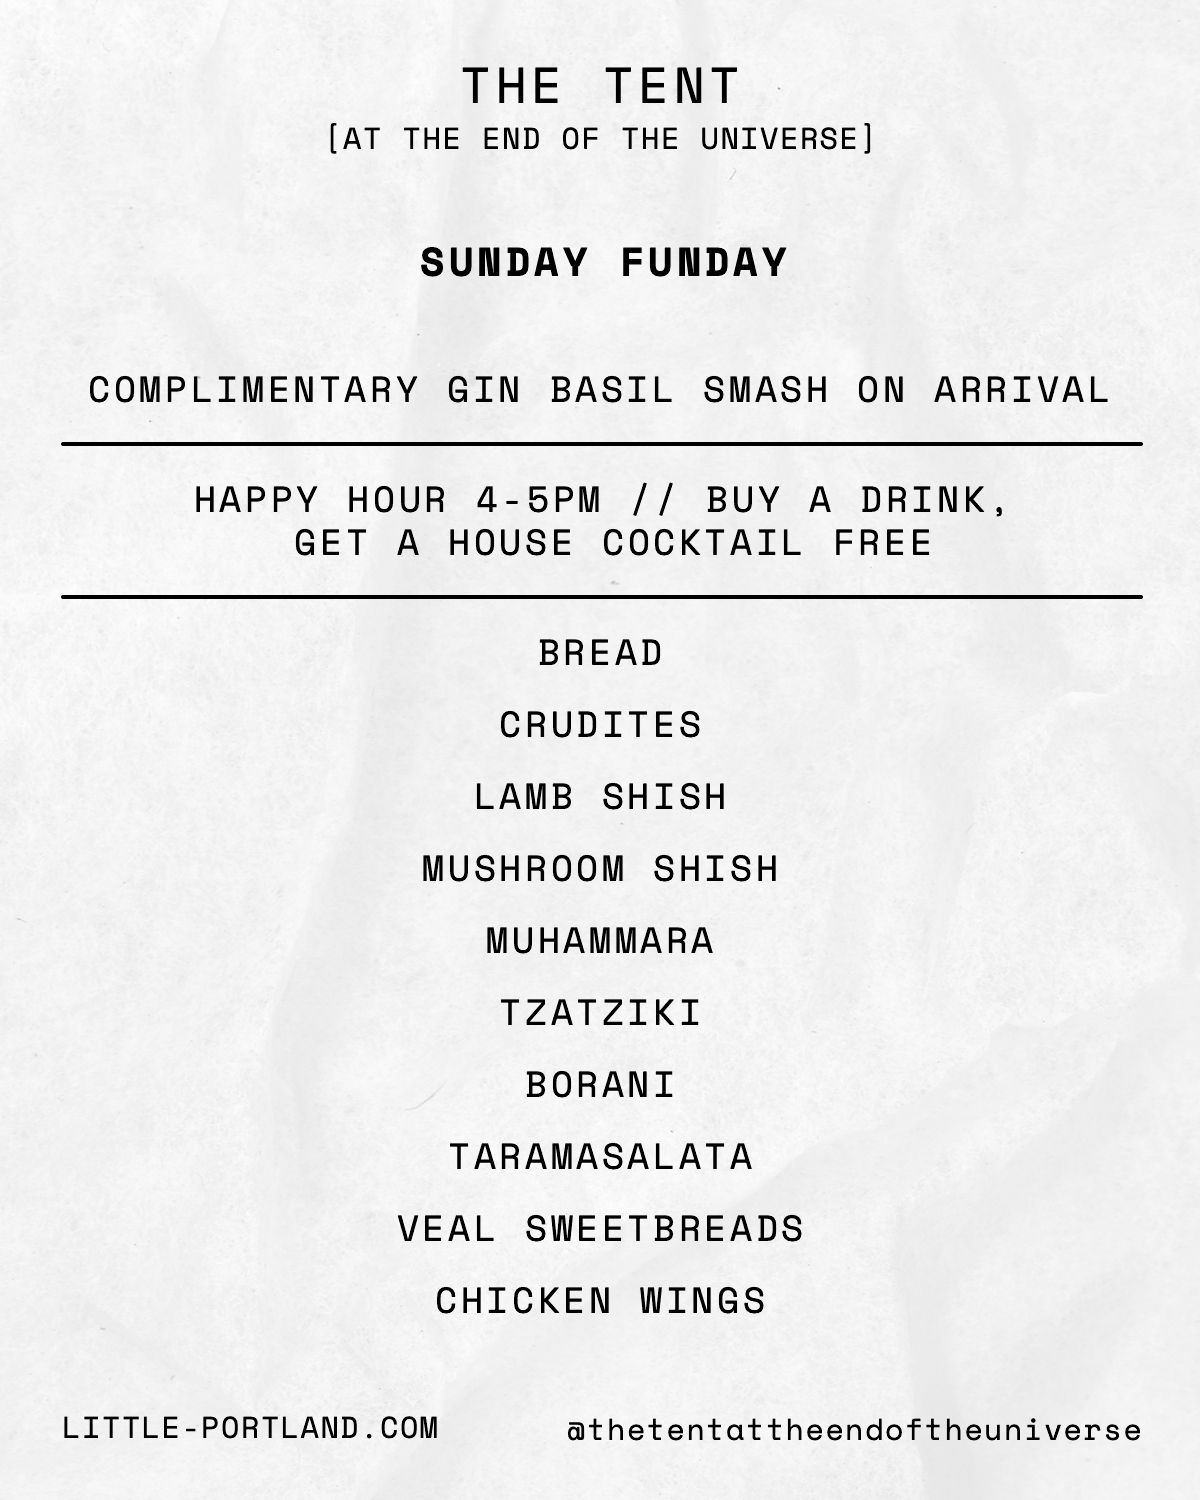 THE TENT
[AT THE END OF THE UNIVERSE]
SUNDAY FUNDAY
COMPLIMENTARY GIN BASIL SMASH ON ARRIVAL
HAPPY HOUR 4-5PM // BUY A DRINK,
GET A HOUSE COCKTAIL FREE
BREAD
CRUDITES
LAMB SHISH
MUSHROOM SHISH
MUHAMMARA
TZATZIKI
BORANI
TARAMASALATA
VEAL SWEETBREADS
CHICKEN WINGS
LITTLE-PORTLAND.COM
@thetentattheendoftheuniverse